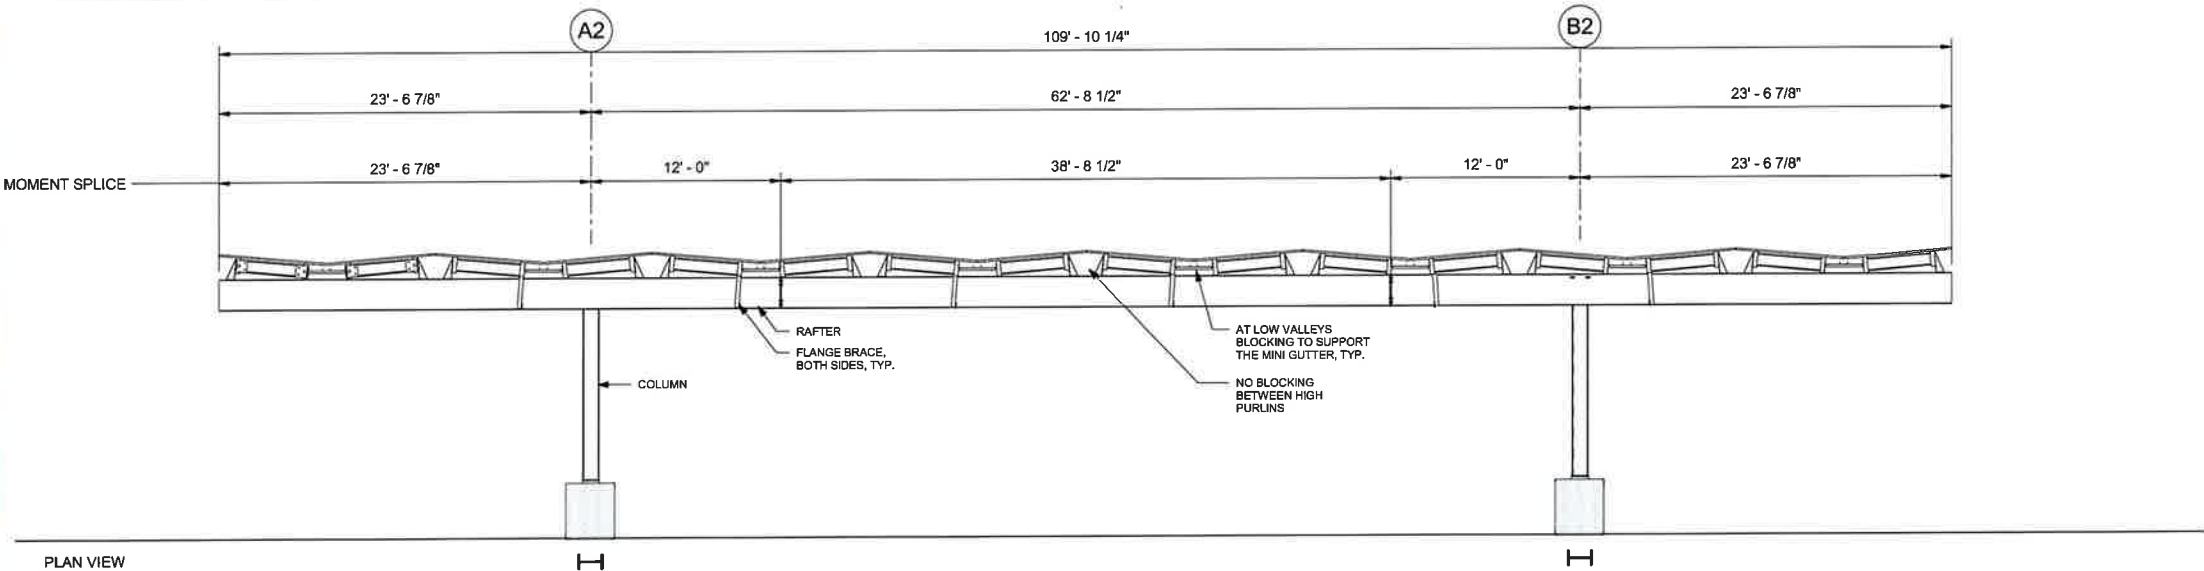 A2
B2
109' - 10 1/4"
23' - 6 7/8"
62' - 8 1/2"
23' - 6 7/8"
MOMENT SPLICE
23' - 6 7/8"
12' - 0"
38' - 8 1/2"
12' - 0"
23' - 6 7/8"
RAFTER
FLANGE BRACE,
BOTH SIDES, TYP.
COLUMN
AT LOW VALLEYS
BLOCKING TO SUPPORT
THE MINI GUTTER, TYP.
NO BLOCKING
BETWEEN HIGH
PURLINS
PLAN VIEW